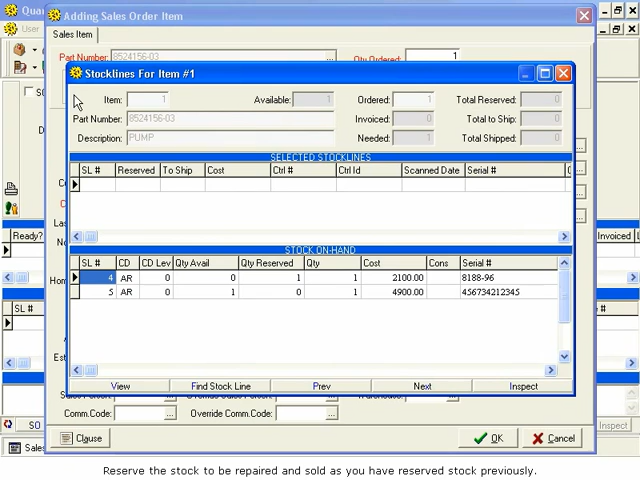 Quan
Adding Sales Order Item
User
Sales Item
Part Number: 8524156-03 ... Qty Ordered: 1
Stocklines For Item #1
Item: 1 Available: 1 Ordered: 1 Total Reserved: 0
Part Number: 8524156-03 Invoiced: 0 Total to Ship: 0
Description: PUMP Needed: 1 Total Shipped: 0
SELECTED STOCKLINES
SL # Reserved To Ship Cost Ctrl # Ctrl Id Scanned Date Serial #
STOCK ON-HAND
SL # CD CD Lev Qty Avail Qty Reserved Qty Cost Cons Serial #
4 AR 0 0 1 1 2100.00 8188-96
5 AR 0 1 0 1 4900.00 456734212345
View Find Stock Line Prev Next Inspect
Ready? Invoiced L
SL # #
Comm.Code: ... Override Comm.Code: ...
SO Inspect
Clause OK Cancel
Sales
Reserve the stock to be repaired and sold as you have reserved stock previously.